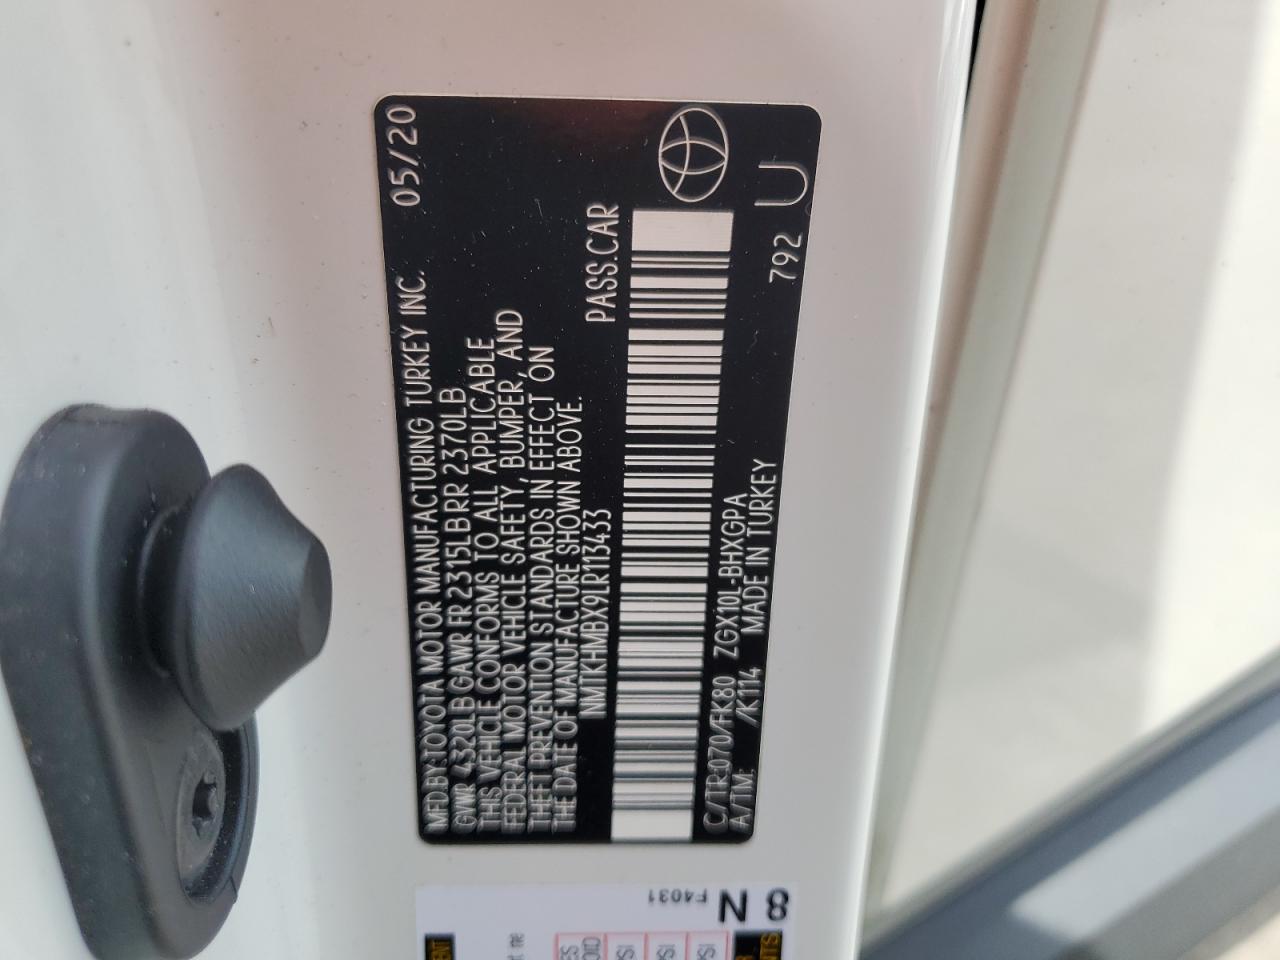 MFD.BY:TOYOTA MOTOR MANUFACTURING TURKEY INC. 05/20
GVWR 4320LB GAWR FR 2315LB RR 2370LB
THIS VEHICLE CONFORMS TO ALL APPLICABLE
FEDERAL MOTOR VEHICLE SAFETY, BUMPER, AND
THEFT PREVENTION STANDARDS IN EFFECT ON
THE DATE OF MANUFACTURE SHOWN ABOVE.
NMTKHMBX9LR113433 PASS.CAR
C/TR:070/FK80 ZGX10L-BHXGPA 792 U
A/TM: /K114 MADE IN TURKEY
8 N
F4031